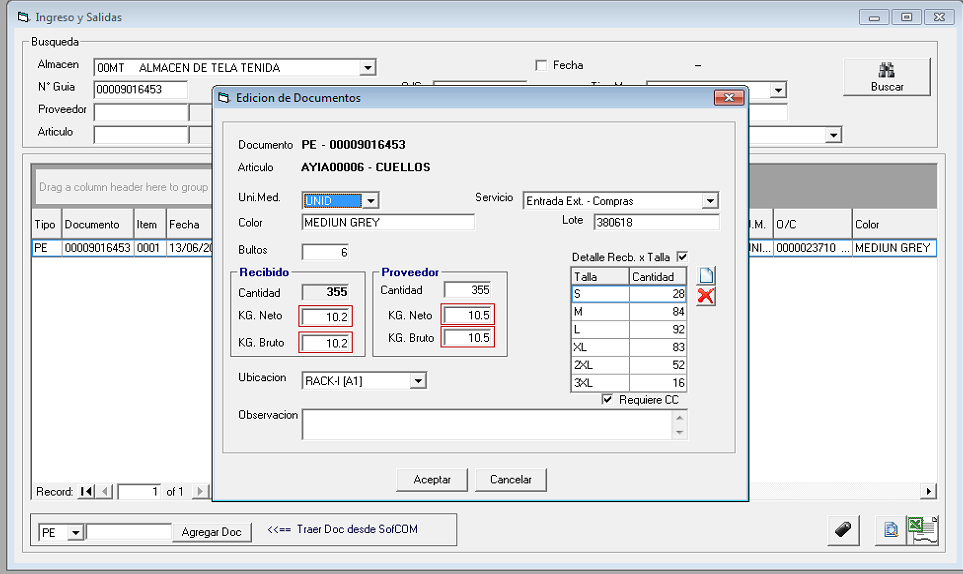 Ingreso y Salidas
Busqueda
Almacen 00MT ALMACEN DE TELA TENIDA Fecha –
N° Guia 00009016453
Buscar
Proveedor
Articulo
Edicion de Documentos
Documento PE - 00009016453
Articulo AYIA00006 - CUELLOS
Uni.Med. UNID Servicio Entrada Ext. - Compras
Color MEDIUN GREY Lote 380618
Bultos 6
Detalle Recb. x Talla
Recibido Proveedor
Cantidad 355 Cantidad 355
KG. Neto 10.2 KG. Neto 10.5
KG. Bruto 10.2 KG. Bruto 10.5
Talla Cantidad
S 28
M 84
L 92
XL 83
2XL 52
3XL 16
Ubicacion RACK-I [A1]
Requiere CC
Observacion
Aceptar Cancelar
Drag a column header here to group
Tipo Documento Item Fecha O/C Color
PE 00009016453 0001 13/06/20 0000023710 ... MEDIUN GREY
Record: 1 of 1
PE Agregar Doc <<== Traer Doc desde SofCOM